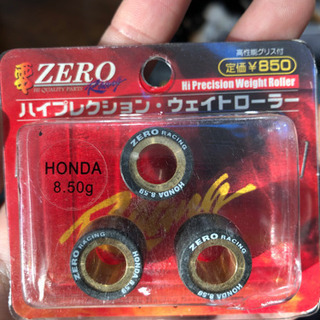 ZERO
Racing
HI QUALITY PARTS
高性能グリス付
定価¥850
Hi Precision Weight Roller
ハイプレクション・ウェイトローラー
HONDA
8.50g
ZERO RACING
HONDA 8.5g
ZERO RACING
HONDA 8.5g
ZERO RACING
HONDA 8.5g